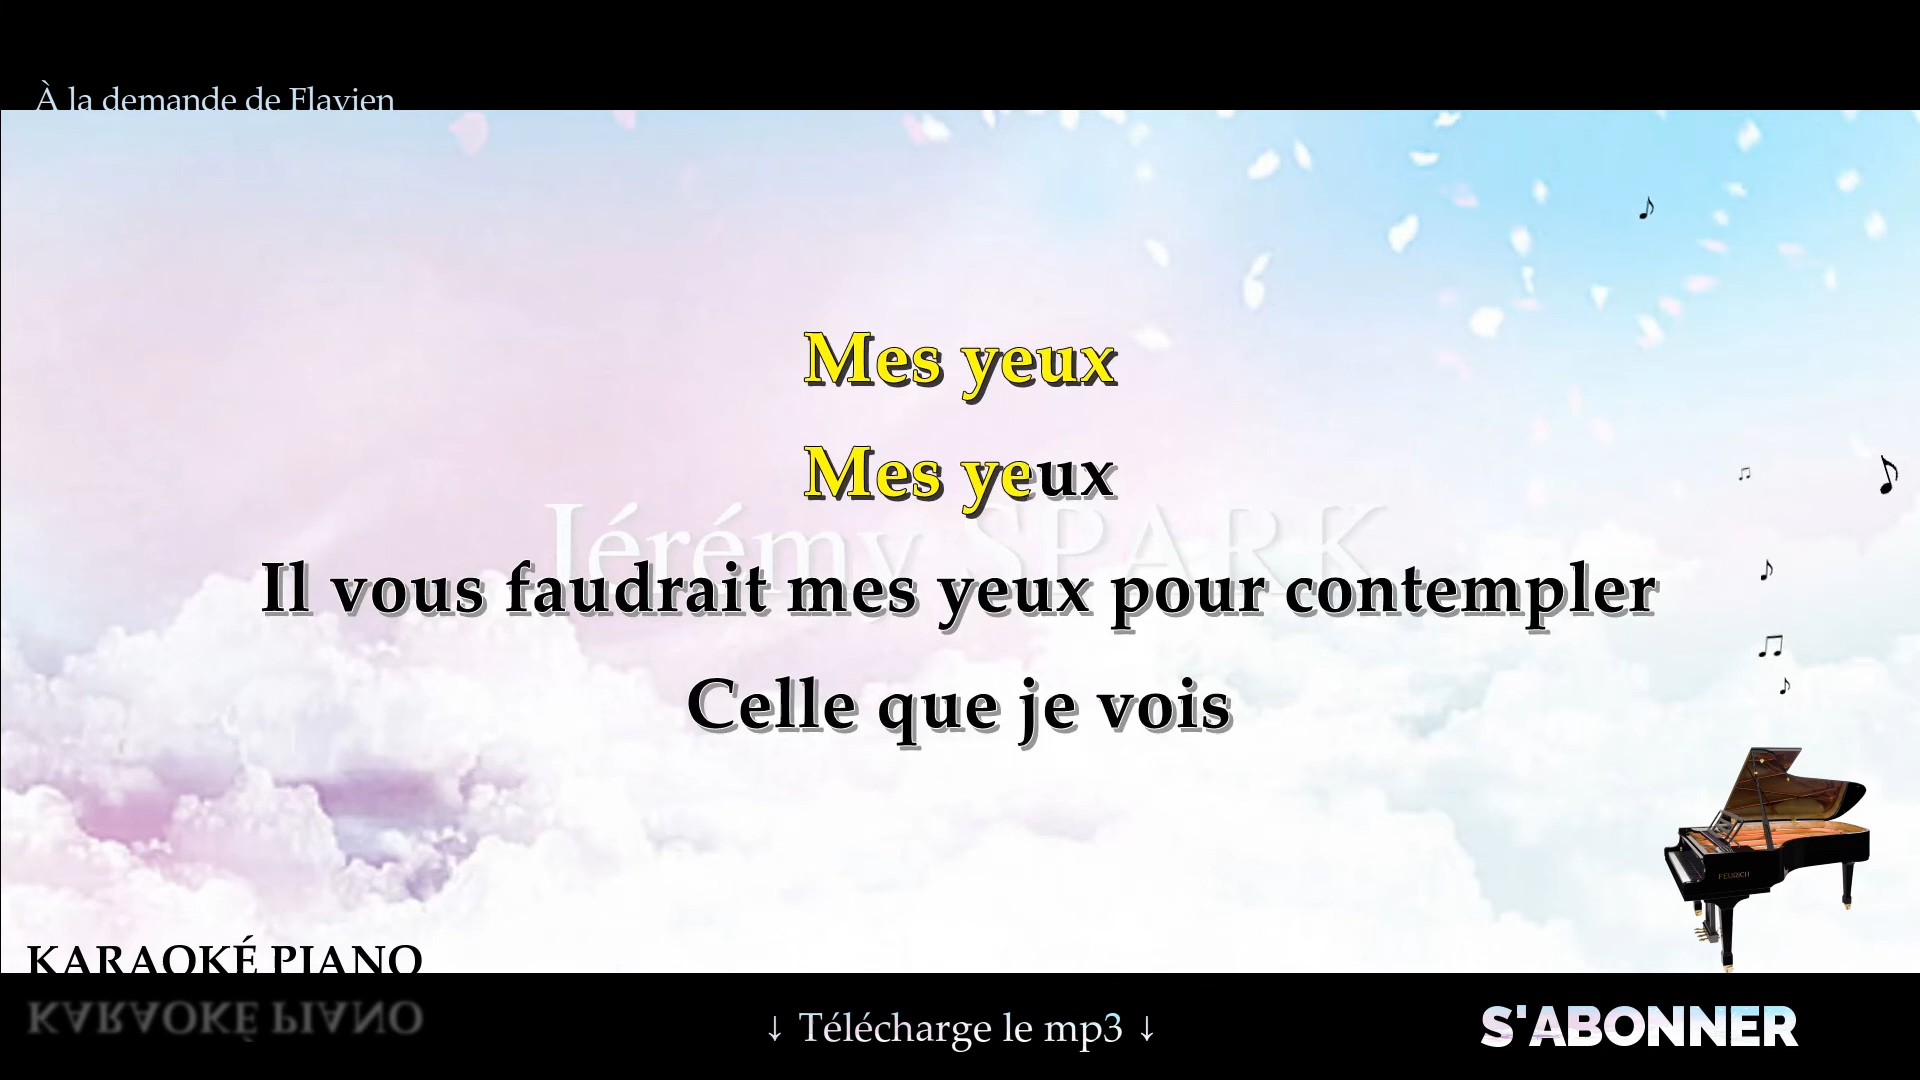 À la demande de Flavien
Mes yeux
Mes yeux
Jérémy SPARK
Il vous faudrait mes yeux pour contempler
Celle que je vois
FEURICH
KARAOKÉ PIANO
KARAOKÉ PIANO
↓ Télécharge le mp3 ↓
S'ABONNER